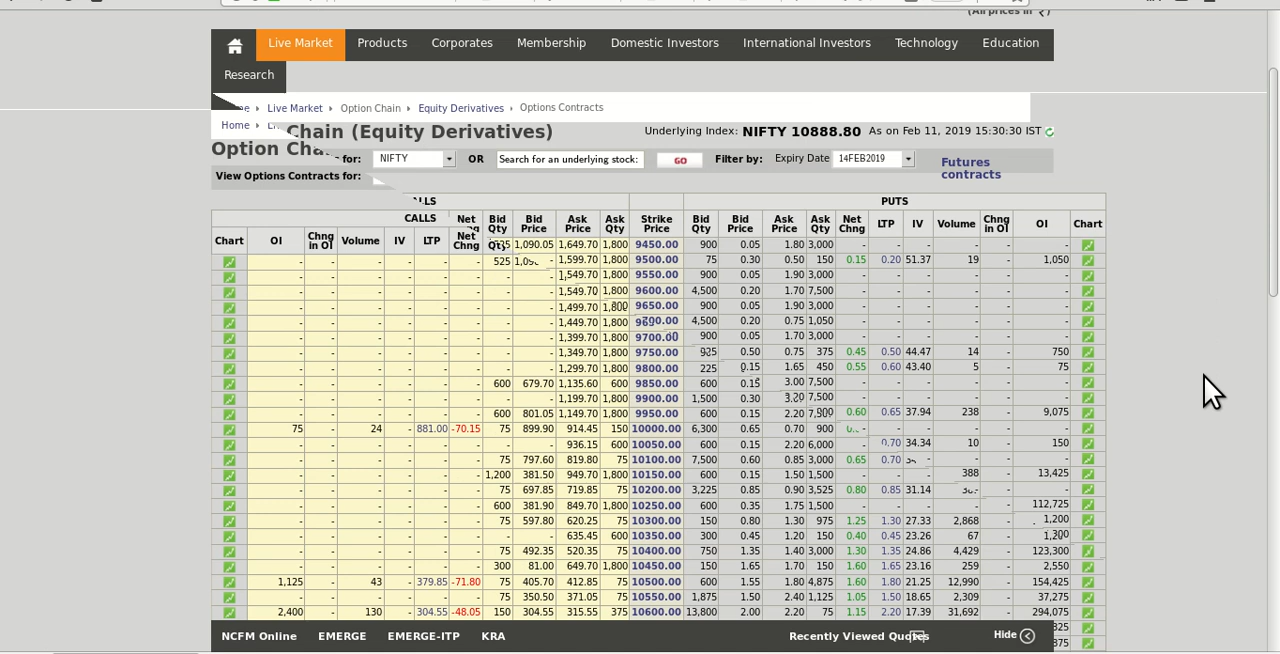 Live Market Products Corporates Membership Domestic Investors International Investors Technology Education
Research
Live Market Option Chain Equity Derivatives Options Contracts
Home
Chain (Equity Derivatives) Underlying Index: NIFTY 10888.80 As on Feb 11, 2019 15:30:30 IST
Option
for: NIFTY OR Search for an underlying stock: GO Filter by: Expiry Date 14FEB2019 Futures contracts
View Options Contracts for:
PUTS
CALLS
Chart OI Chng in OI Volume IV LTP Net Chng Bid Qty Bid Price Ask Price Ask Qty Strike Price Bid Qty Bid Price Ask Price Ask Qty Net Chng LTP IV Volume Chng in OI OI Chart
- - - - - - 1,090.05 1,649.70 1,800 9450.00 900 0.05 1.80 3,000 - - - - - -
- - - - - - 525 1,599.70 1,800 9500.00 75 0.30 0.50 150 0.15 0.20 51.37 19 - 1,050
- - - - - - - - 1,549.70 1,800 9550.00 900 0.05 1.90 3,000 - - - - - -
- - - - - - - - 1,549.70 1,800 9600.00 4,500 0.20 1.70 7,500 - - - - - -
- - - - - - - - 1,499.70 1,800 9650.00 900 0.05 1.90 3,000 - - - - - -
- - - - - - - - 1,449.70 1,800 4,500 0.20 0.75 1,050 - - - - - -
- - - - - - - - 1,399.70 1,800 9700.00 900 0.05 1.70 3,000 - - - - - -
- - - - - - - - 1,349.70 1,800 9750.00 0.50 0.75 375 0.45 0.50 44.47 14 - 750
- - - - - - - - 1,299.70 1,800 9800.00 225 0.15 1.65 450 0.55 0.60 43.40 5 - 75
- - - - - - 600 679.70 1,135.60 600 9850.00 600 0.15 3.00 7,500 - - - - - -
- - - - - - - - 1,199.70 1,800 9900.00 1,500 0.30 3.20 7,500 - - - - - -
- - - - - - 600 801.05 1,149.70 1,800 9950.00 600 0.15 2.20 0.60 0.65 37.94 238 - 9,075
75 - 24 - 881.00 -70.15 75 899.90 914.45 150 10000.00 6,300 0.65 0.70 900 - - - - -
- - - - - - - - 936.15 600 10050.00 600 0.15 2.20 6,000 0.70 34.34 10 - 150
- - - - - - 75 797.60 819.80 75 10100.00 7,500 0.60 0.85 3,000 0.65 0.70 - - -
- - - - - - 1,200 381.50 949.70 1,800 10150.00 600 0.15 1.50 1,500 - - - 388 - 13,425
- - - - - - 75 697.85 719.85 75 10200.00 3,225 0.85 0.90 3,525 0.80 0.85 31.14 - -
- - - - - - 600 381.90 849.70 1,800 10250.00 600 0.35 1.75 1,500 - - - - - 112,725
- - - - - - 75 597.80 620.25 75 10300.00 150 0.80 1.30 975 1.25 1.30 27.33 2,868 - 1,200
- - - - - - - - 635.45 600 10350.00 300 0.45 1.20 150 0.40 0.45 23.26 67 -
- - - - - - 75 492.35 520.35 75 10400.00 750 1.35 1.40 3,000 1.30 1.35 24.86 4,429 - 123,300
- - - - - - 300 81.00 649.70 1,800 10450.00 150 1.65 1.70 150 1.60 1.65 23.16 259 - 2,550
1,125 - 43 - 379.85 -71.80 75 405.70 412.85 75 10500.00 600 1.55 1.80 4,875 1.60 1.80 21.25 12,990 - 154,425
- - - - - - 75 350.50 371.05 75 10550.00 1,875 1.50 2.40 1,125 1.05 1.50 18.65 2,309 - 37,275
2,400 - 130 - 304.55 -48.05 150 304.55 315.55 375 10600.00 13,800 2.00 2.20 75 1.15 2.20 17.39 31,692 - 294,075
NCFM Online EMERGE EMERGE-ITP KRA Recently Viewed Quotes Hide